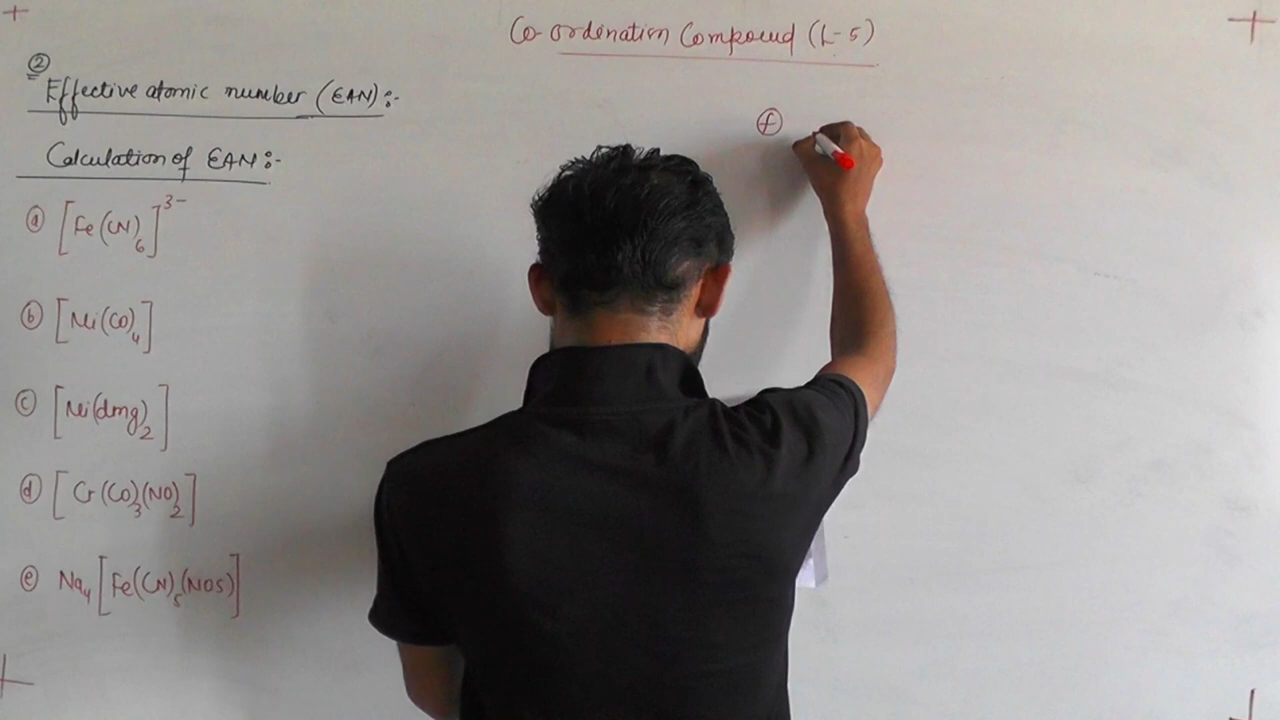 Co-ordination Compound (L-5)
② Effective atomic number (EAN):-
Calculation of EAN:-
ⓐ [Fe(CN)₆]³⁻
ⓑ [Ni(CO)₄]
ⓒ [Ni(dmg)₂]
ⓓ [Cr(CO)₃(NO)₂]
ⓔ Na₄[Fe(CN)₅(NOS)]
ⓕ